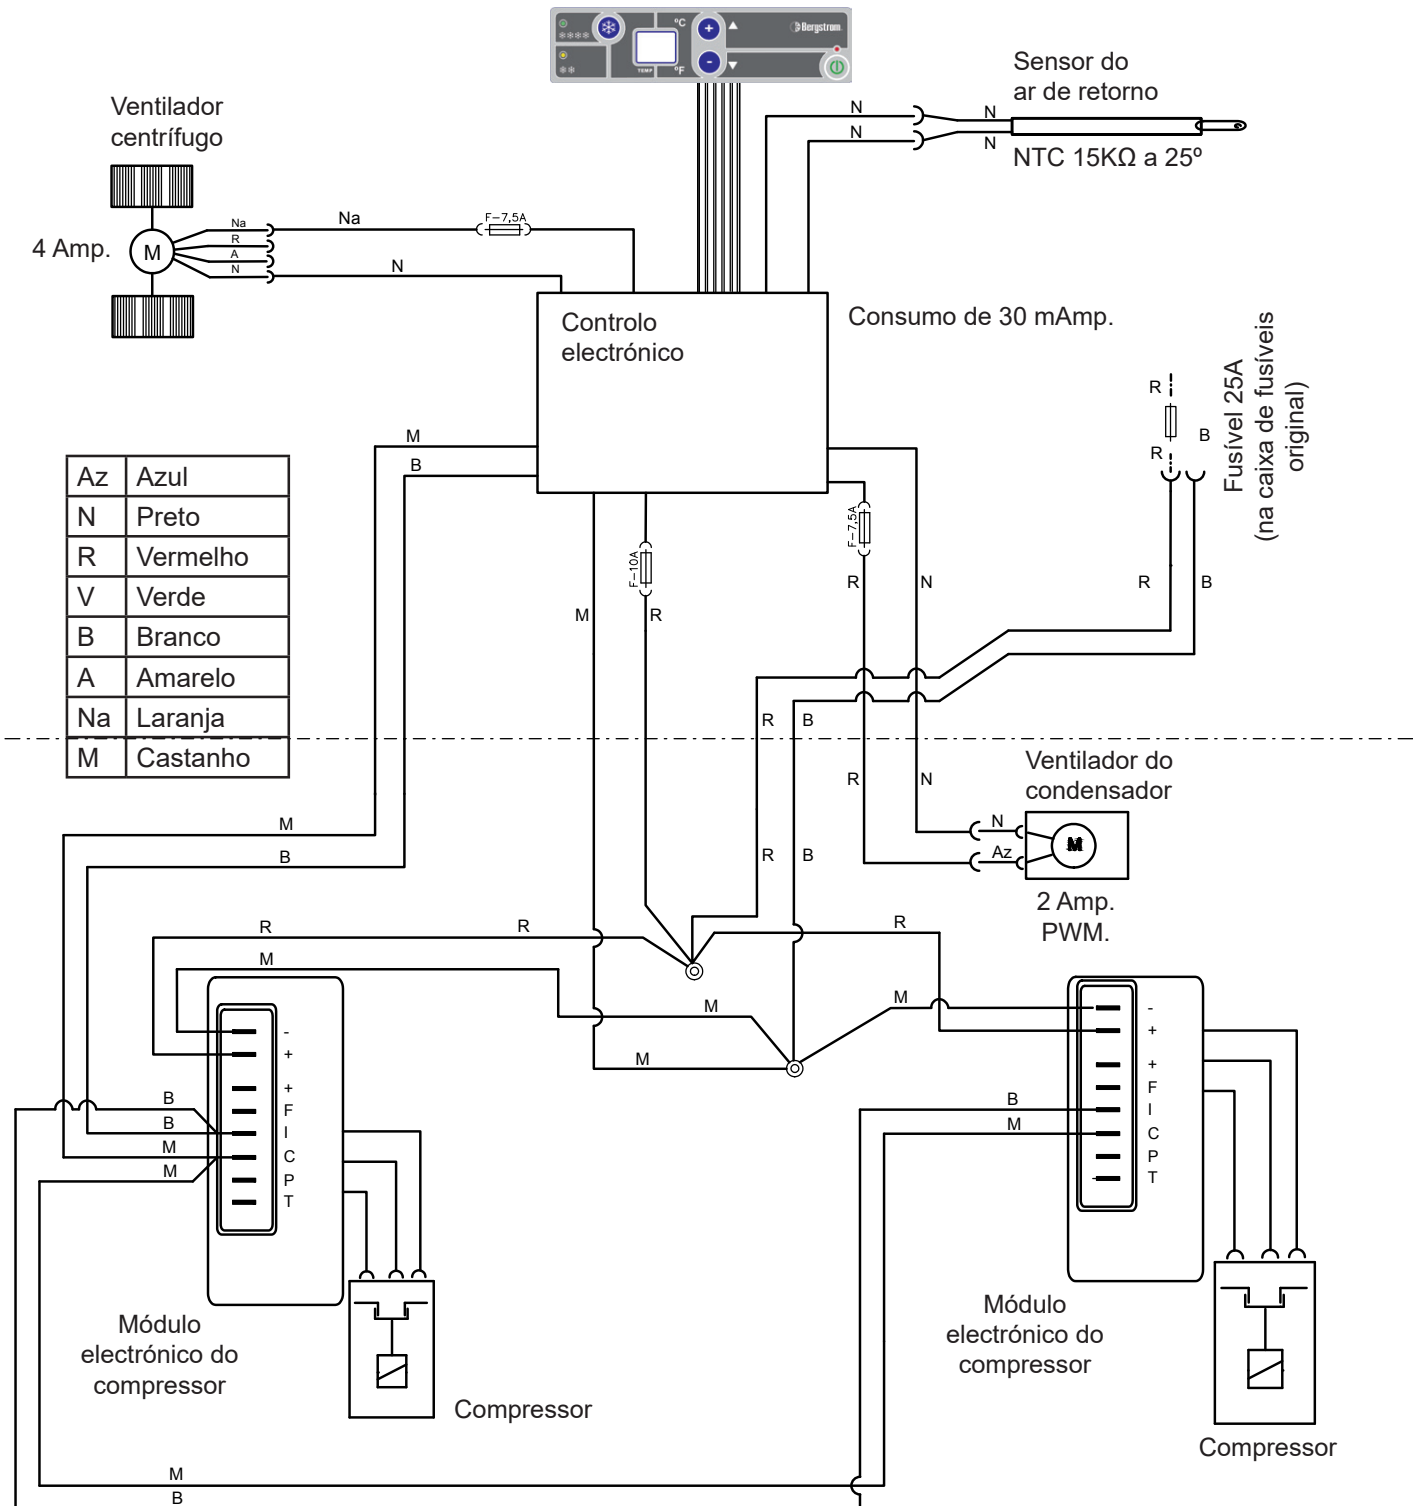 °C
Bergstrom
TEMP
°F
Sensor do
ar de retorno
N
N
N
N
NTC 15KΩ a 25º
Ventilador
centrífugo
4 Amp.
M
Na
R
A
N
Na
F-7,5A
N
Controlo
electrónico
Consumo de 30 mAmp.
Fusível 25A
(na caixa de fusíveis
original)
R
R
B
M
B
Az Azul
N Preto
R Vermelho
V Verde
B Branco
A Amarelo
Na Laranja
M Castanho
F-10A
F-7,5A
M
R
R
N
R
B
R
B
R
N
M
B
R
B
Ventilador do
condensador
N
Az
M
2 Amp.
PWM.
R
R
R
M
M
M
M
-
+
+
F
I
C
P
T
B
B
M
M
-
+
+
F
I
C
P
T
B
M
Módulo
electrónico do
compressor
Compressor
Módulo
electrónico do
compressor
Compressor
M
B